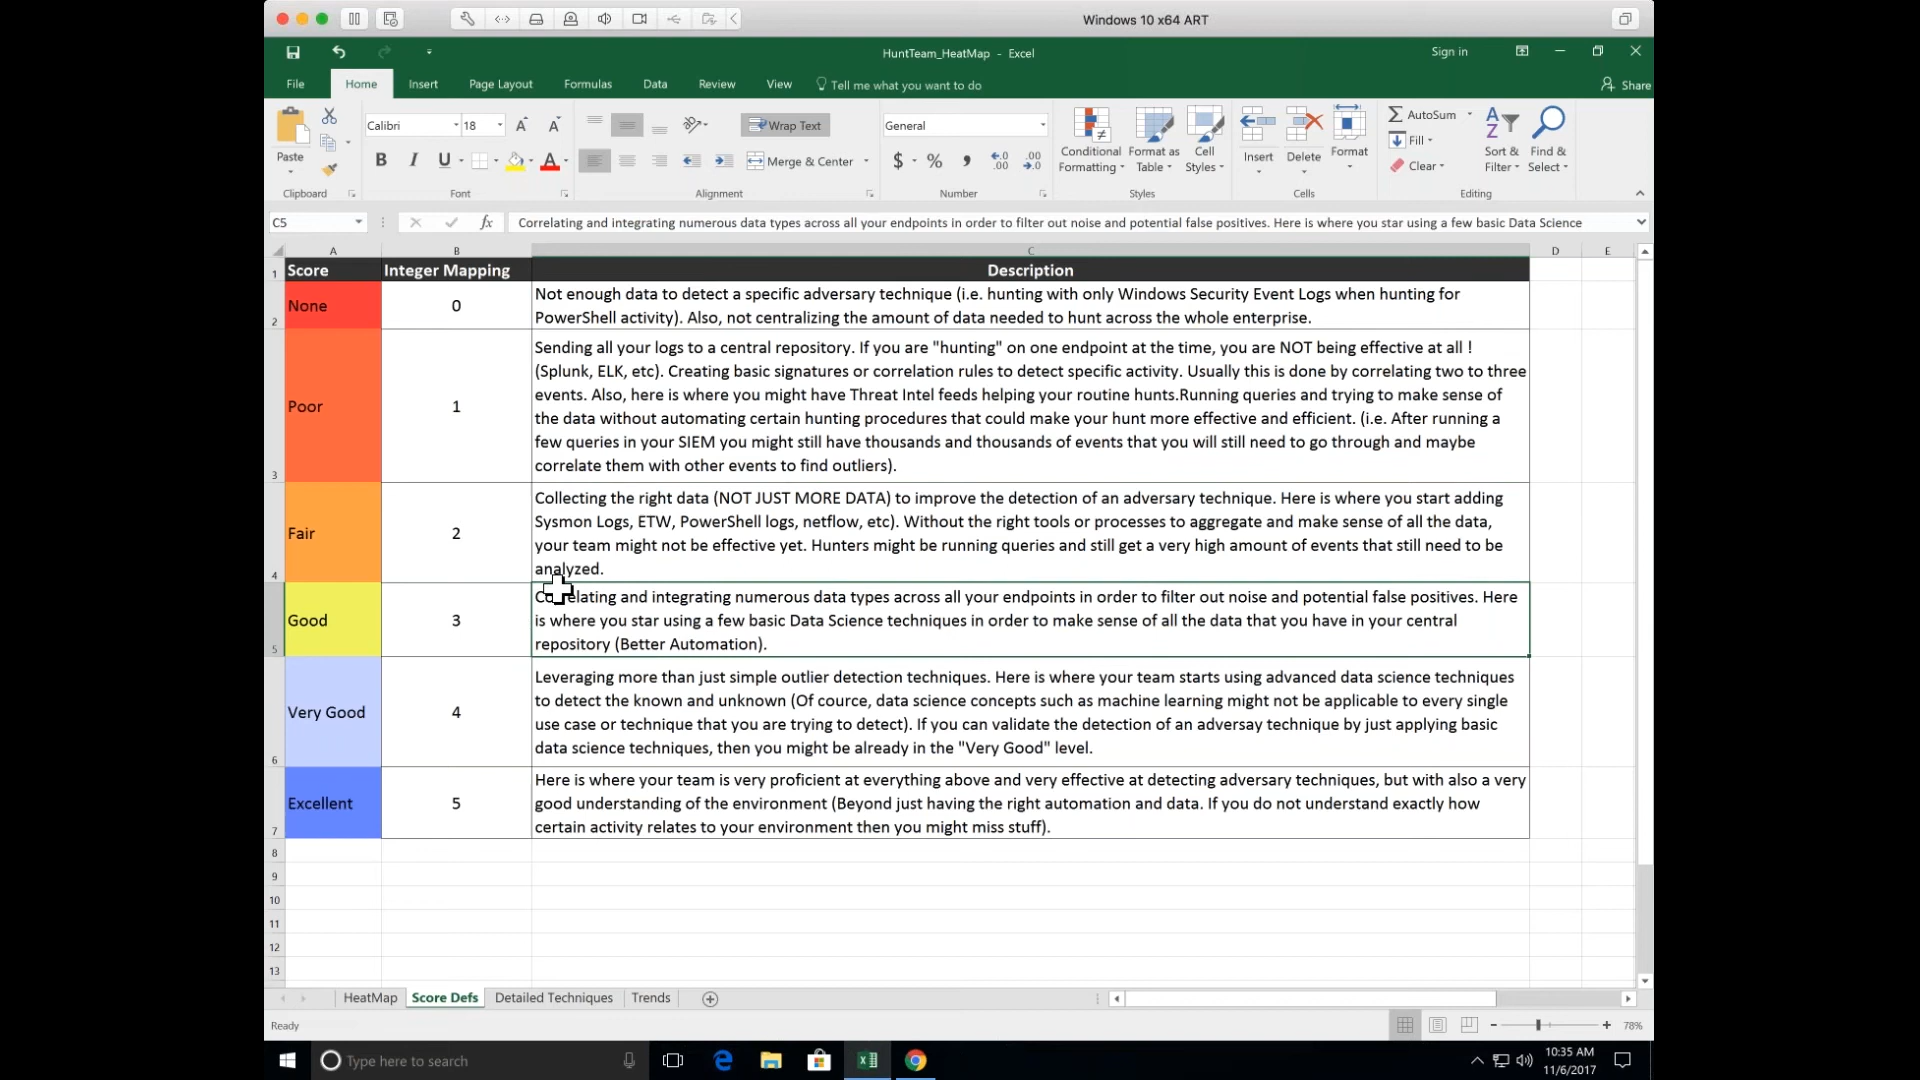 Windows 10 x64 ART
HuntTeam_HeatMap - Excel
Sign in
File Home Insert Page Layout Formulas Data Review View Tell me what you want to do Share
Paste
Clipboard
Calibri 18
B I U A
Font
Wrap Text
Merge & Center
Alignment
General
$ % ,
Number
Conditional Formatting
Format as Table
Cell Styles
Styles
Insert Delete Format
Cells
AutoSum
Fill
Clear
Sort & Filter
Find & Select
Editing
C5 fx Correlating and integrating numerous data types across all your endpoints in order to filter out noise and potential false positives. Here is where you star using a few basic Data Science
A B C D E
1 Score Integer Mapping Description
2 None 0 Not enough data to detect a specific adversary technique (i.e. hunting with only Windows Security Event Logs when hunting for
PowerShell activity). Also, not centralizing the amount of data needed to hunt across the whole enterprise.
3 Poor 1 Sending all your logs to a central repository. If you are "hunting" on one endpoint at the time, you are NOT being effective at all !
(Splunk, ELK, etc). Creating basic signatures or correlation rules to detect specific activity. Usually this is done by correlating two to three
events. Also, here is where you might have Threat Intel feeds helping your routine hunts.Running queries and trying to make sense of
the data without automating certain hunting procedures that could make your hunt more effective and efficient. (i.e. After running a
few queries in your SIEM you might still have thousands and thousands of events that you will still need to go through and maybe
correlate them with other events to find outliers).
4 Fair 2 Collecting the right data (NOT JUST MORE DATA) to improve the detection of an adversary technique. Here is where you start adding
Sysmon Logs, ETW, PowerShell logs, netflow, etc). Without the right tools or processes to aggregate and make sense of all the data,
your team might not be effective yet. Hunters might be running queries and still get a very high amount of events that still need to be
analyzed.
5 Good 3 Correlating and integrating numerous data types across all your endpoints in order to filter out noise and potential false positives. Here
is where you star using a few basic Data Science techniques in order to make sense of all the data that you have in your central
repository (Better Automation).
6 Very Good 4 Leveraging more than just simple outlier detection techniques. Here is where your team starts using advanced data science techniques
to detect the known and unknown (Of cource, data science concepts such as machine learning might not be applicable to every single
use case or technique that you are trying to detect). If you can validate the detection of an adversay technique by just applying basic
data science techniques, then you might be already in the "Very Good" level.
7 Excellent 5 Here is where your team is very proficient at everything above and very effective at detecting adversary techniques, but with also a very
good understanding of the environment (Beyond just having the right automation and data. If you do not understand exactly how
certain activity relates to your environment then you might miss stuff).
8
9
10
11
12
13
HeatMap Score Defs Detailed Techniques Trends
Ready 78%
Type here to search
10:35 AM
11/6/2017